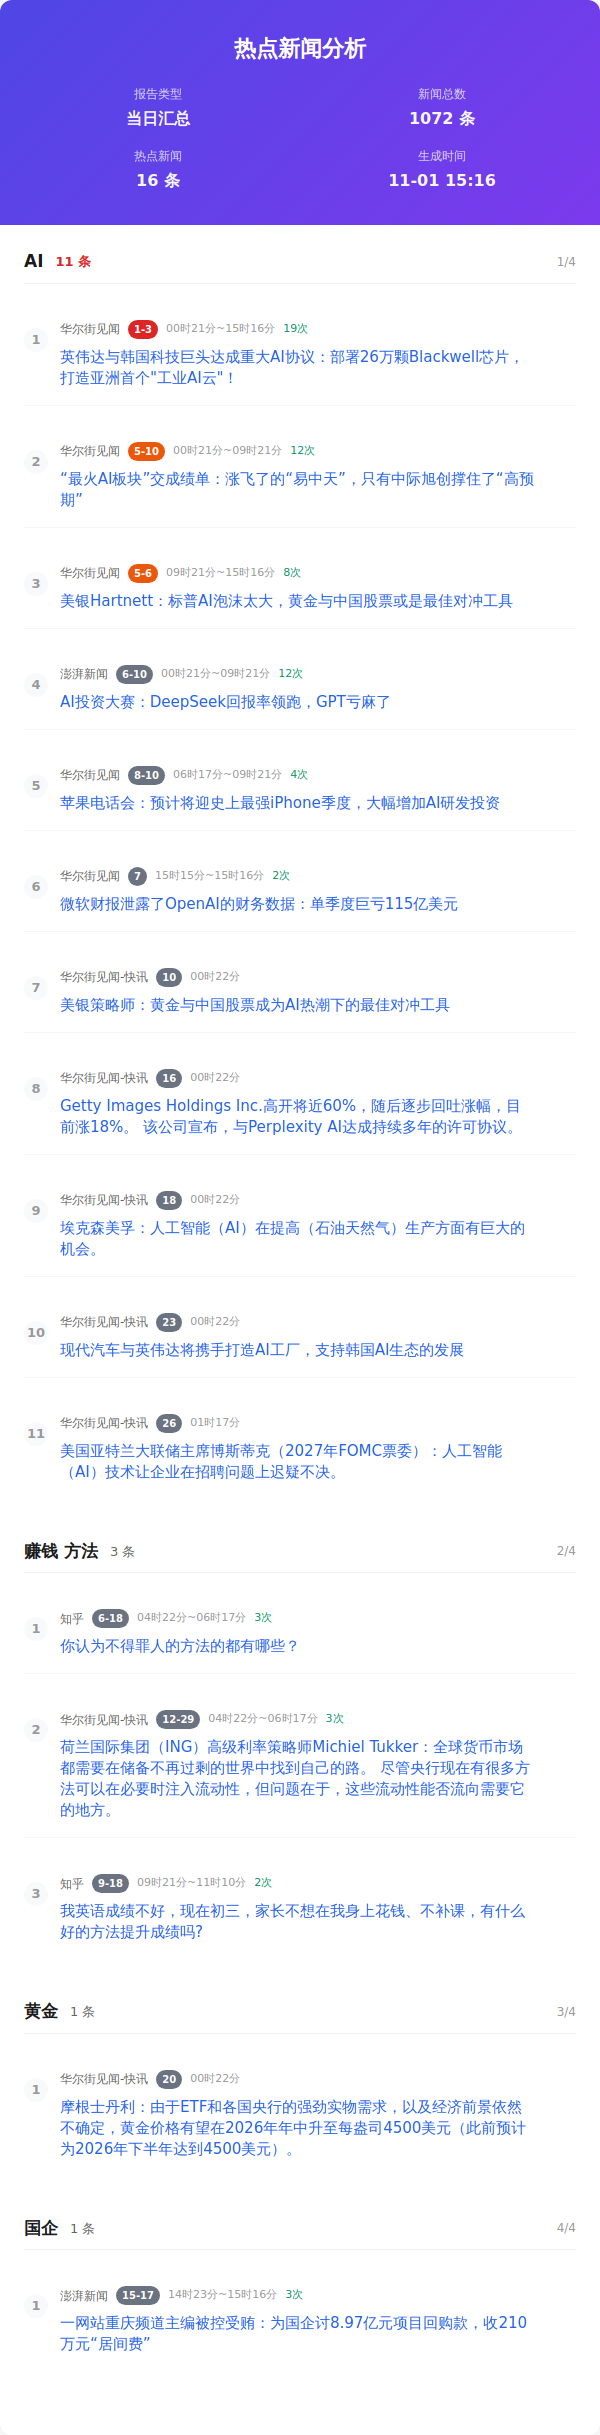 热点新闻分析
报告类型
新闻总数
当日汇总
1072 条
热点新闻
生成时间
16 条
11-01 15:16
AI 11 条 1/4
1
华尔街见闻 1-3 00时21分~15时16分 19次
英伟达与韩国科技巨头达成重大AI协议：部署26万颗Blackwell芯片，
打造亚洲首个"工业AI云"！
2
华尔街见闻 5-10 00时21分~09时21分 12次
“最火AI板块”交成绩单：涨飞了的“易中天”，只有中际旭创撑住了“高预
期”
3
华尔街见闻 5-6 09时21分~15时16分 8次
美银Hartnett：标普AI泡沫太大，黄金与中国股票或是最佳对冲工具
4
澎湃新闻 6-10 00时21分~09时21分 12次
AI投资大赛：DeepSeek回报率领跑，GPT亏麻了
5
华尔街见闻 8-10 06时17分~09时21分 4次
苹果电话会：预计将迎史上最强iPhone季度，大幅增加AI研发投资
6
华尔街见闻 7 15时15分~15时16分 2次
微软财报泄露了OpenAI的财务数据：单季度巨亏115亿美元
7
华尔街见闻-快讯 10 00时22分
美银策略师：黄金与中国股票成为AI热潮下的最佳对冲工具
8
华尔街见闻-快讯 16 00时22分
Getty Images Holdings Inc.高开将近60%，随后逐步回吐涨幅，目
前涨18%。 该公司宣布，与Perplexity AI达成持续多年的许可协议。
9
华尔街见闻-快讯 18 00时22分
埃克森美孚：人工智能（AI）在提高（石油天然气）生产方面有巨大的
机会。
10
华尔街见闻-快讯 23 00时22分
现代汽车与英伟达将携手打造AI工厂，支持韩国AI生态的发展
11
华尔街见闻-快讯 26 01时17分
美国亚特兰大联储主席博斯蒂克（2027年FOMC票委）：人工智能
（AI）技术让企业在招聘问题上迟疑不决。
赚钱 方法 3 条 2/4
1
知乎 6-18 04时22分~06时17分 3次
你认为不得罪人的方法的都有哪些？
2
华尔街见闻-快讯 12-29 04时22分~06时17分 3次
荷兰国际集团（ING）高级利率策略师Michiel Tukker：全球货币市场
都需要在储备不再过剩的世界中找到自己的路。 尽管央行现在有很多方
法可以在必要时注入流动性，但问题在于，这些流动性能否流向需要它
的地方。
3
知乎 9-18 09时21分~11时10分 2次
我英语成绩不好，现在初三，家长不想在我身上花钱、不补课，有什么
好的方法提升成绩吗?
黄金 1 条 3/4
1
华尔街见闻-快讯 20 00时22分
摩根士丹利：由于ETF和各国央行的强劲实物需求，以及经济前景依然
不确定，黄金价格有望在2026年年中升至每盎司4500美元（此前预计
为2026年下半年达到4500美元）。
国企 1 条 4/4
1
澎湃新闻 15-17 14时23分~15时16分 3次
一网站重庆频道主编被控受贿：为国企讨8.97亿元项目回购款，收210
万元“居间费”